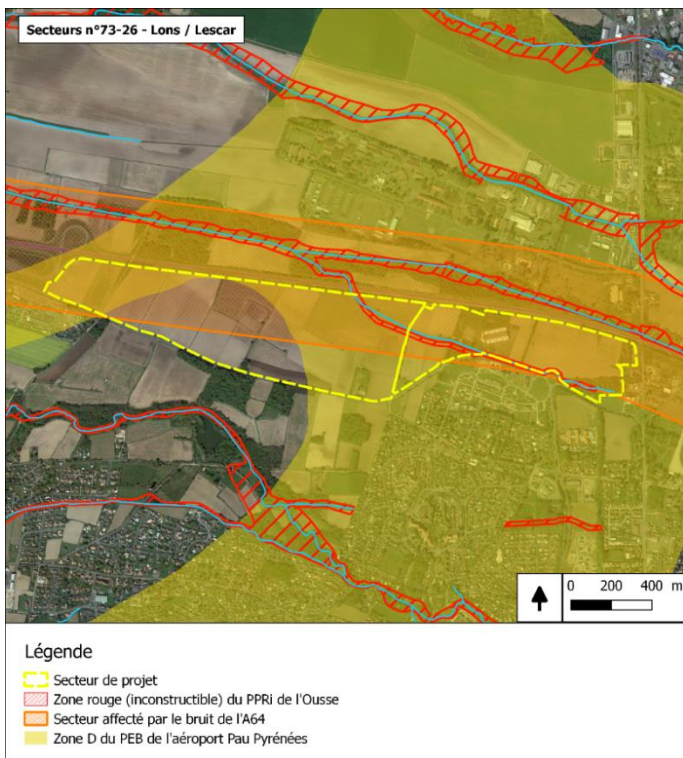 Secteurs n°73-26 - Lons / Lescar
0 200 400 m
Légende
Secteur de projet
Zone rouge (inconstructible) du PPRi de l'Ousse
Secteur affecté par le bruit de l'A64
Zone D du PEB de l'aéroport Pau Pyrénées